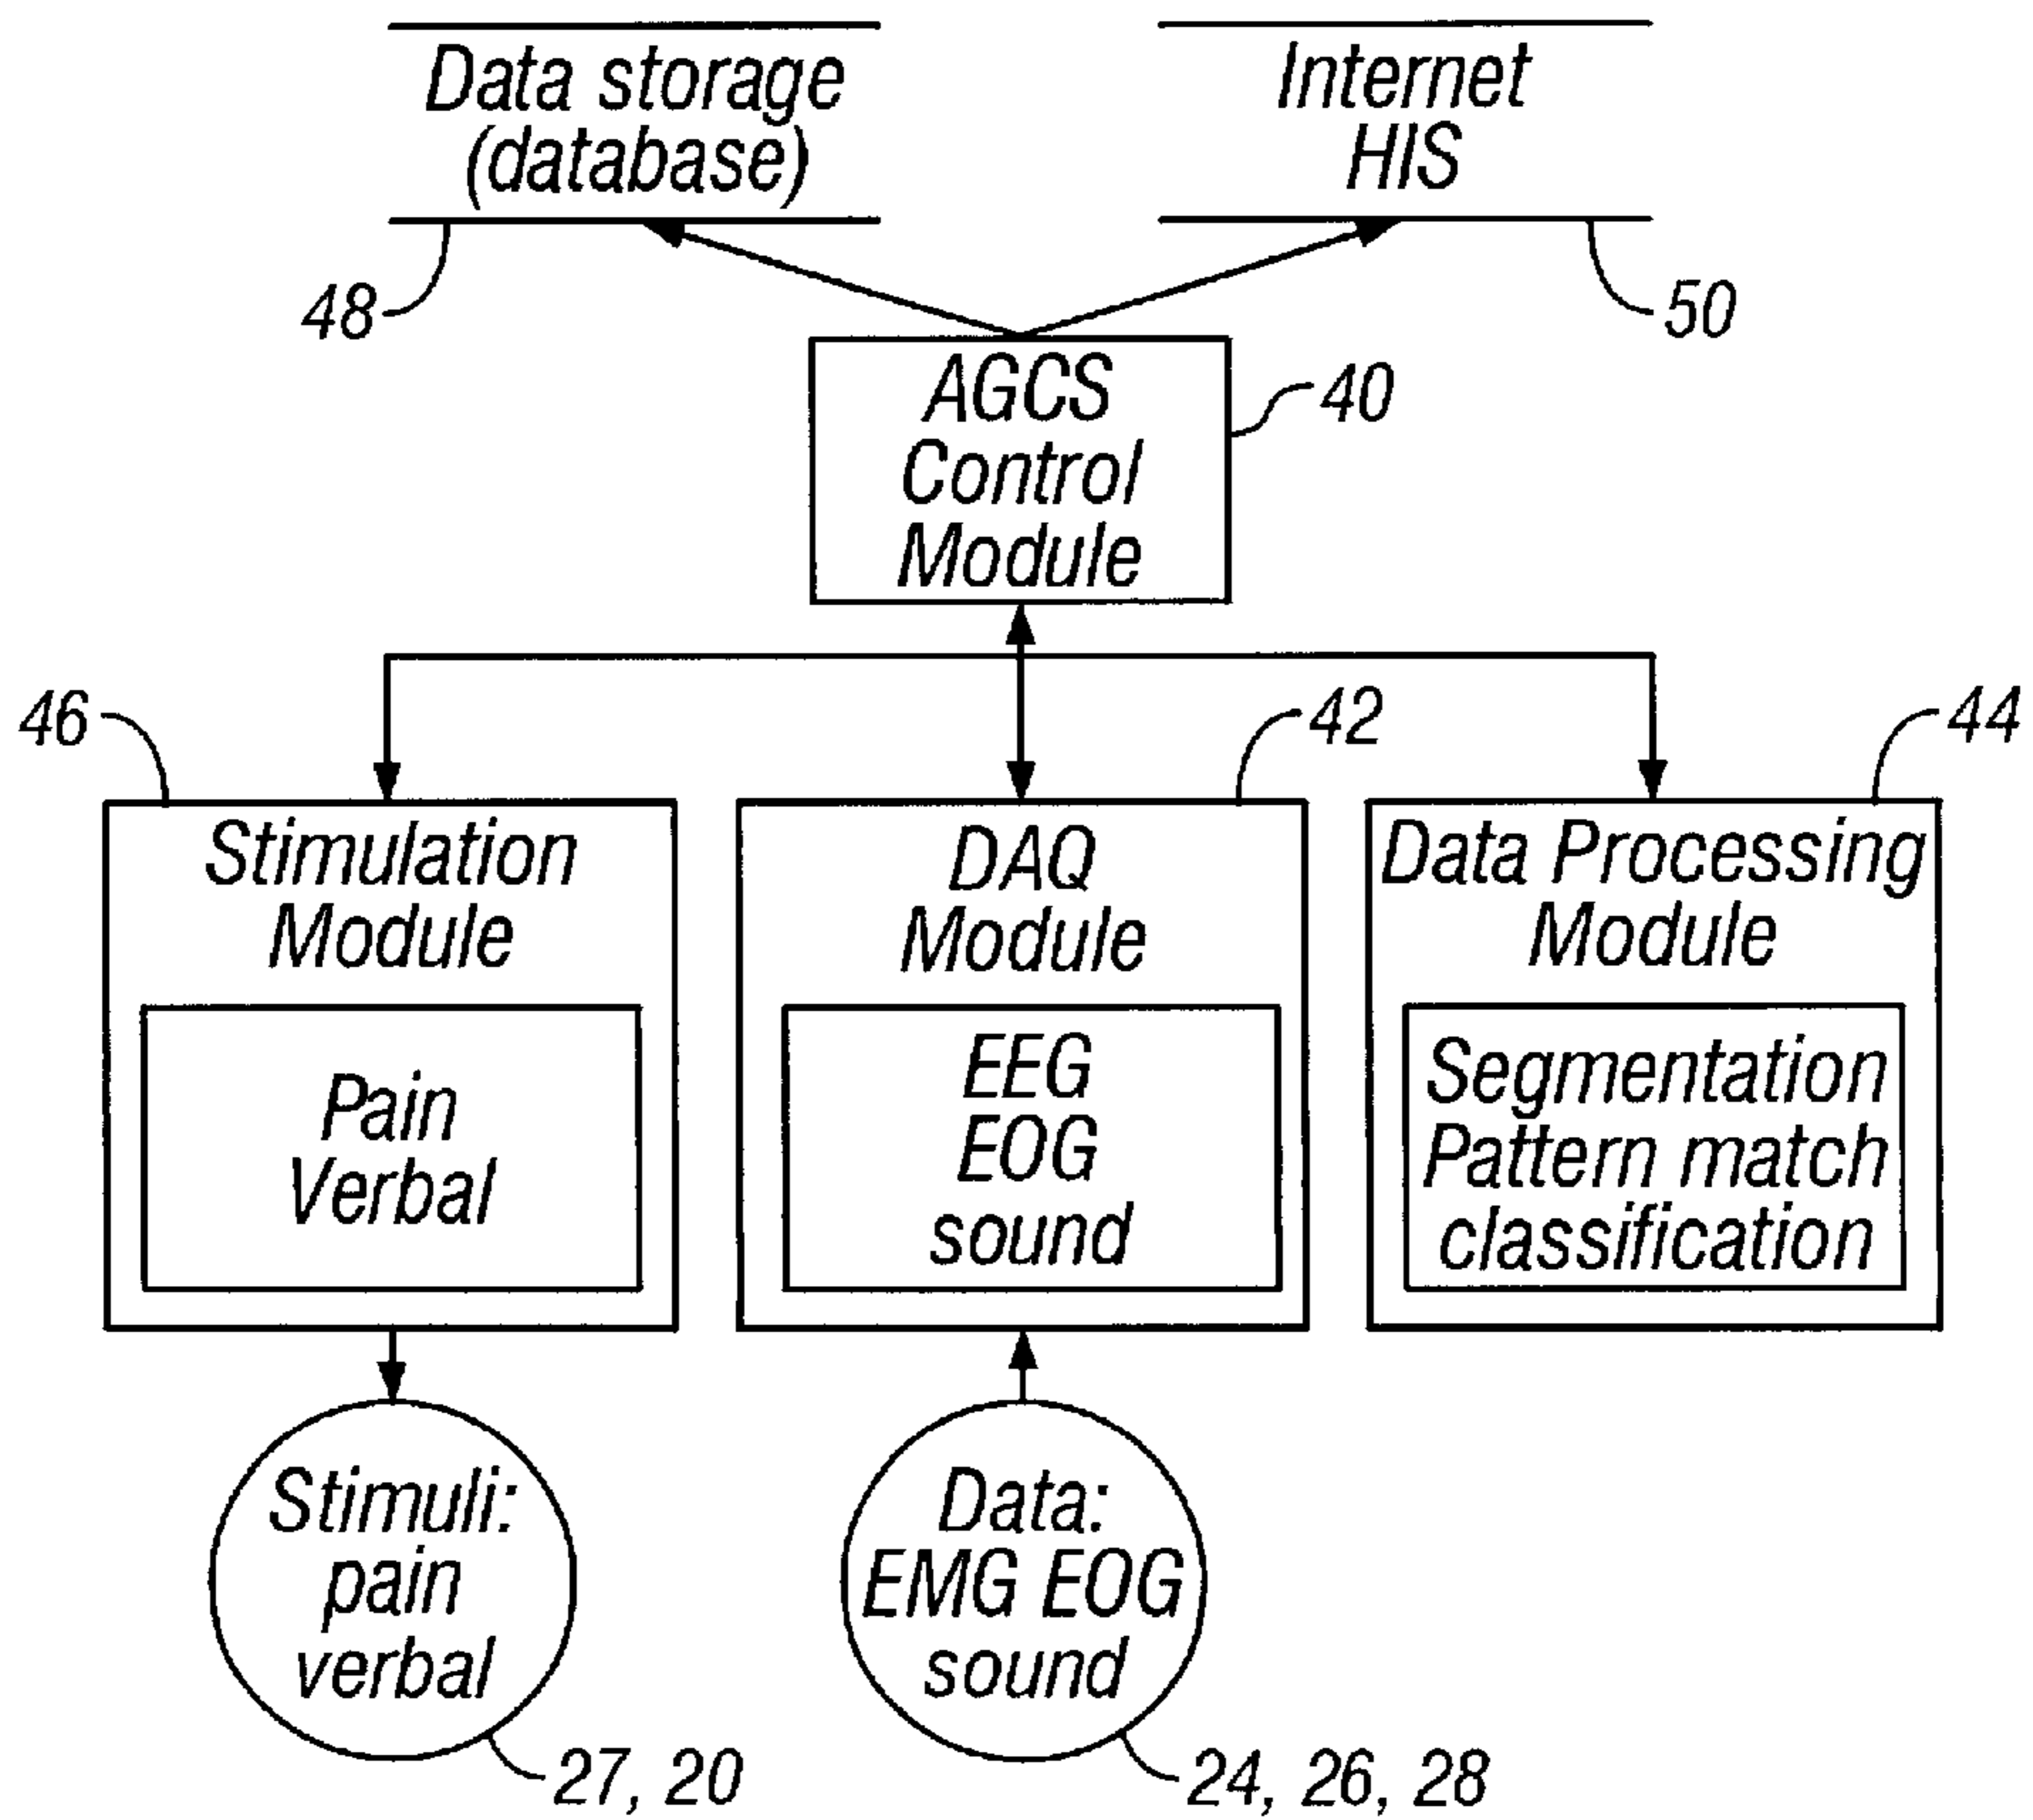 Data storage
(database)
Internet
HIS
48
50
AGCS
Control
Module
40
46
42
44
Stimulation
Module
Pain
Verbal
DAQ
Module
EEG
EOG
sound
Data Processing
Module
Segmentation
Pattern match
classification
Stimuli:
pain
verbal
27, 20
Data:
EMG EOG
sound
24, 26, 28